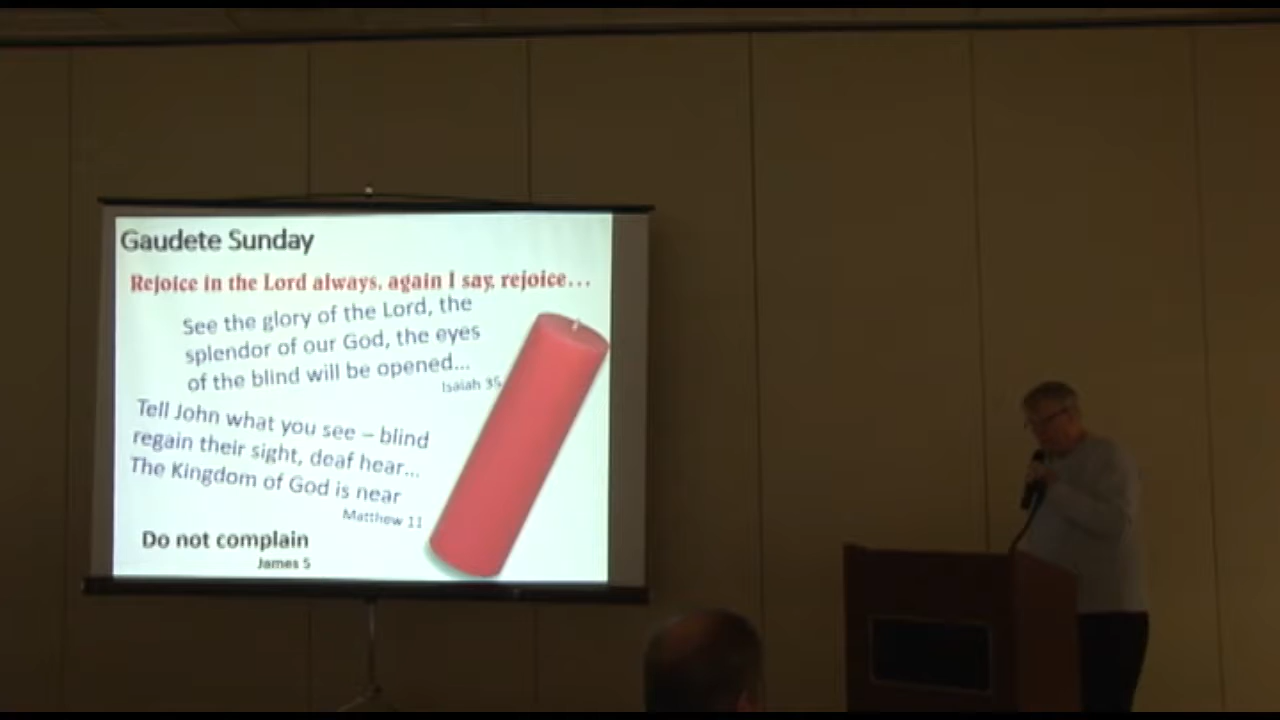 Gaudete Sunday
Rejoice in the Lord always, again I say, rejoice...
See the glory of the Lord, the
splendor of our God, the eyes
of the blind will be opened...
Isaiah 35
Tell John what you see – blind
regain their sight, deaf hear...
The Kingdom of God is near
Matthew 11
Do not complain
James 5